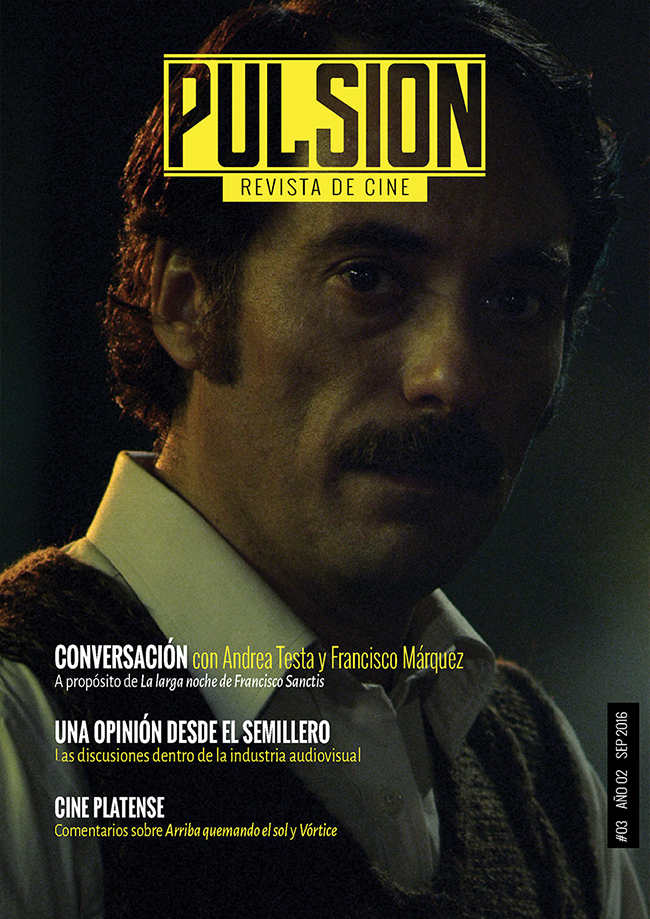 PULSION
REVISTA DE CINE
CONVERSACIÓN con Andrea Testa y Francisco Márquez
A propósito de La larga noche de Francisco Sanctis
UNA OPINIÓN DESDE EL SEMILLERO
Las discusiones dentro de la industria audiovisual
CINE PLATENSE
Comentarios sobre Arriba quemando el sol y Vórtice
#03 AÑO 02 SEP 2016